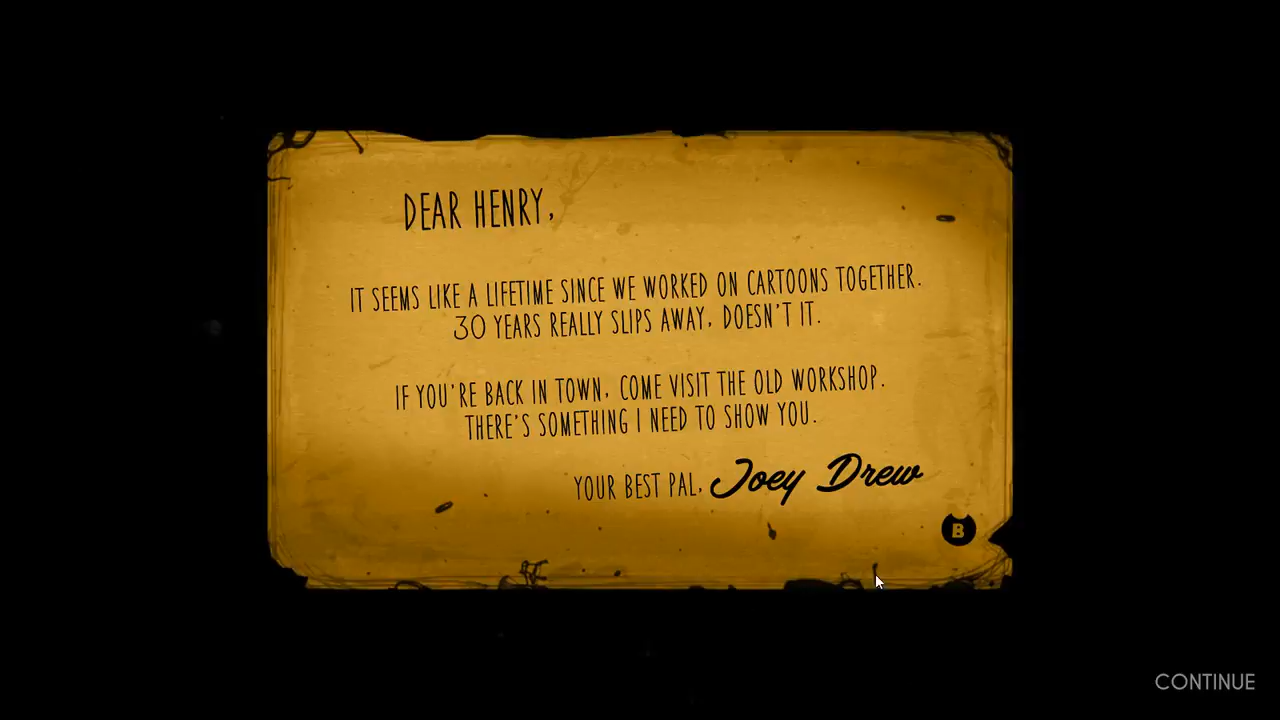 DEAR HENRY,
IT SEEMS LIKE A LIFETIME SINCE WE WORKED ON CARTOONS TOGETHER.
30 YEARS REALLY SLIPS AWAY, DOESN'T IT.
IF YOU'RE BACK IN TOWN, COME VISIT THE OLD WORKSHOP.
THERE'S SOMETHING I NEED TO SHOW YOU.
YOUR BEST PAL, Joey Drew
B
CONTINUE